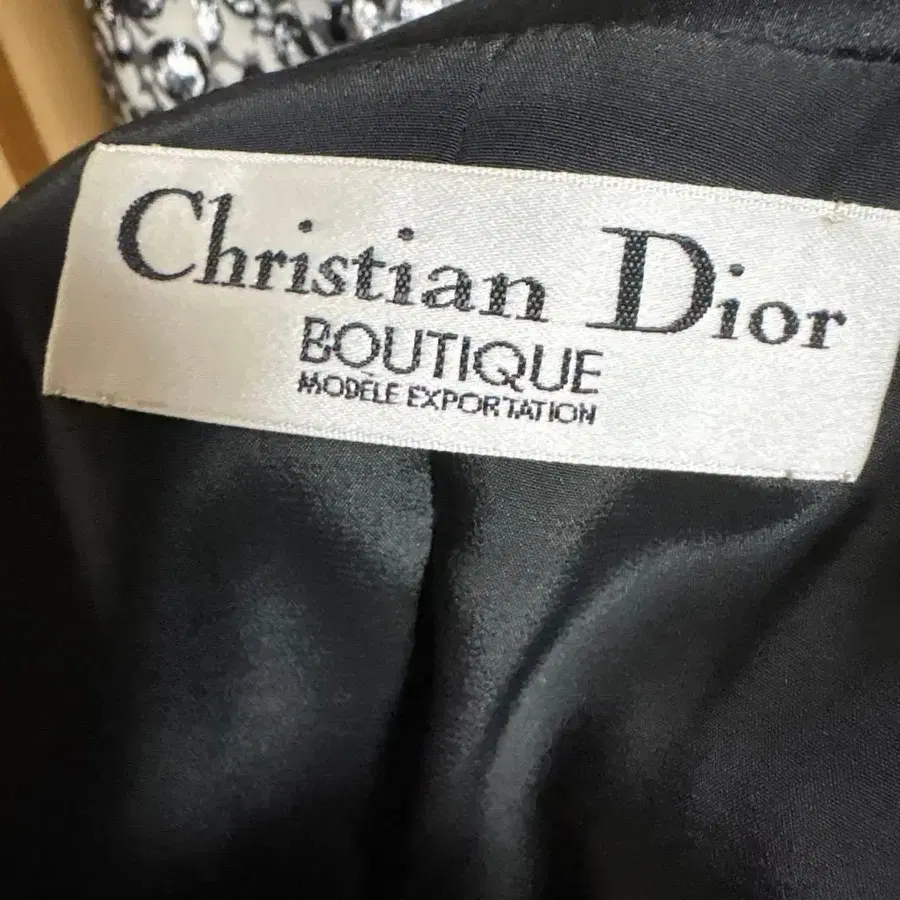 Christian Dior
BOUTIQUE
MODÈLE EXPORTATION